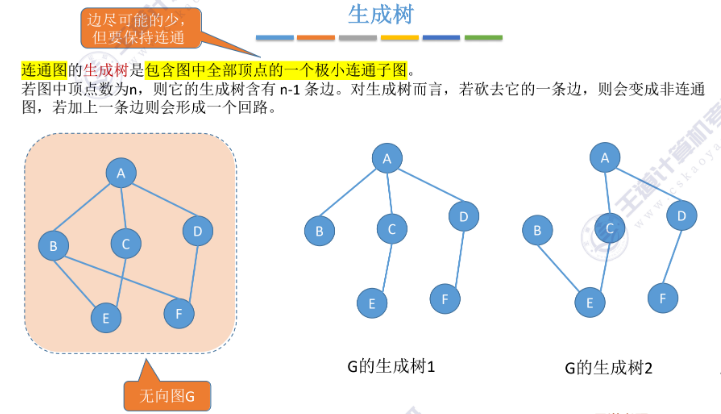 生成树
边尽可能的少，
但要保持连通
连通图的生成树是包含图中全部顶点的一个极小连通子图。
若图中顶点数为n，则它的生成树含有 n-1 条边。对生成树而言，若砍去它的一条边，则会变成非连通
图，若加上一条边则会形成一个回路。
A
B
C
D
E
F
无向图G
A
B
C
D
E
F
G的生成树1
A
B
C
D
E
F
G的生成树2
王道计算机考
www.cskaoya